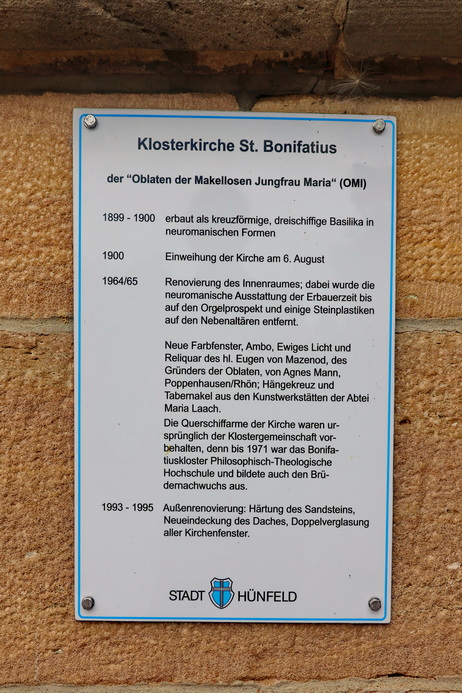 Klosterkirche St. Bonifatius
der "Oblaten der Makellosen Jungfrau Maria" (OMI)
1899 - 1900 erbaut als kreuzförmige, dreischiffige Basilika in
neuromanischen Formen
1900 Einweihung der Kirche am 6. August
1964/65 Renovierung des Innenraumes; dabei wurde die
neuromanische Ausstattung der Erbauerzeit bis
auf den Orgelprospekt und einige Steinplastiken
auf den Nebenaltären entfernt.
Neue Farbfenster, Ambo, Ewiges Licht und
Reliquar des hl. Eugen von Mazenod, des
Gründers der Oblaten, von Agnes Mann,
Poppenhausen/Rhön; Hängekreuz und
Tabernakel aus den Kunstwerkstätten der Abtei
Maria Laach.
Die Querschiffarme der Kirche waren ur-
sprünglich der Klostergemeinschaft vor-
behalten, denn bis 1971 war das Bonifa-
tiuskloster Philosophisch-Theologische
Hochschule und bildete auch den Brü-
dernachwuchs aus.
1993 - 1995 Außenrenovierung: Härtung des Sandsteins,
Neueindeckung des Daches, Doppelverglasung
aller Kirchenfenster.
STADT HÜNFELD